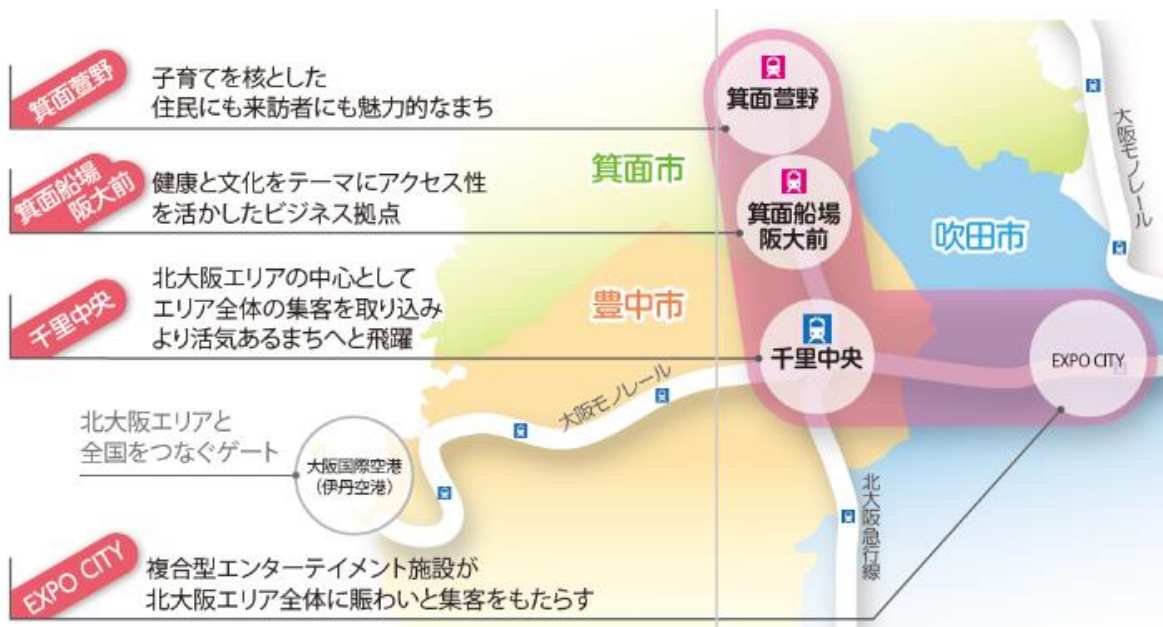 箕面萱野
子育てを核とした
住民にも来訪者にも魅力的なまち
箕面船場
阪大前
健康と文化をテーマにアクセス性
を活かしたビジネス拠点
千里中央
北大阪エリアの中心として
エリア全体の集客を取り込み
より活気あるまちへと飛躍
北大阪エリアと
全国をつなぐゲート
大阪国際空港
(伊丹空港)
EXPO CITY
複合型エンターテイメント施設が
北大阪エリア全体に賑わいと集客をもたらす
箕面萱野
箕面市
箕面船場
阪大前
吹田市
豊中市
千里中央
EXPO CITY
大阪モノレール
大阪モノレール
北大阪急行線